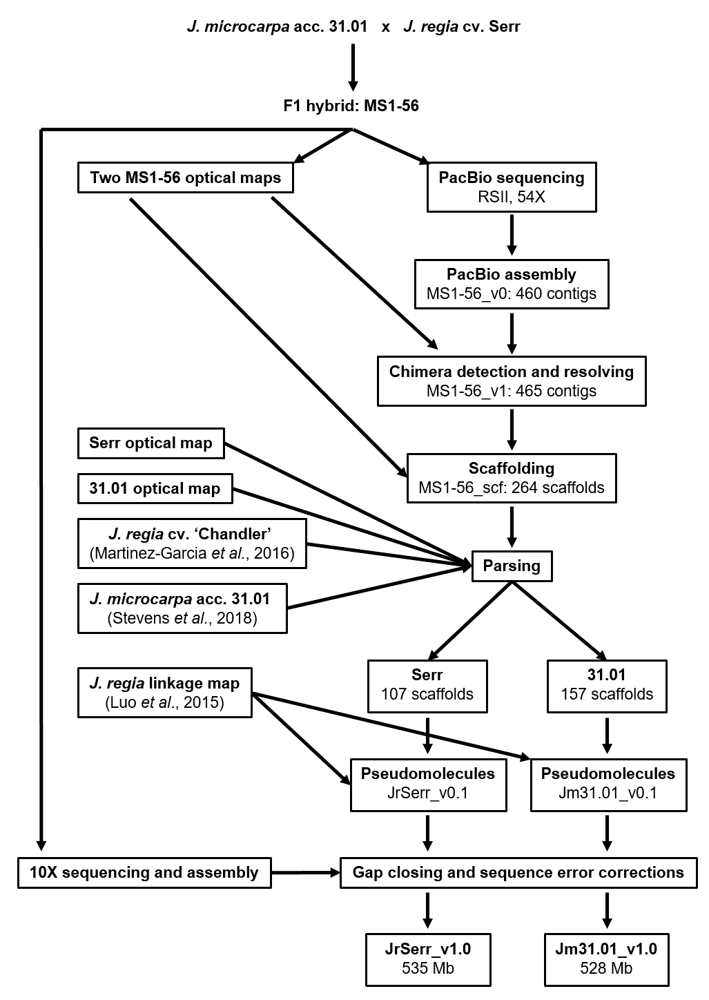 J. microcarpa acc. 31.01 x J. regia cv. Serr
F1 hybrid: MS1-56
Two MS1-56 optical maps
PacBio sequencing
RSII, 54X
PacBio assembly
MS1-56_v0: 460 contigs
Chimera detection and resolving
MS1-56_v1: 465 contigs
Serr optical map
Scaffolding
MS1-56_scf: 264 scaffolds
31.01 optical map
J. regia cv. ‘Chandler’
(Martinez-Garcia et al., 2016)
Parsing
J. microcarpa acc. 31.01
(Stevens et al., 2018)
Serr
107 scaffolds
31.01
157 scaffolds
J. regia linkage map
(Luo et al., 2015)
Pseudomolecules
JrSerr_v0.1
Pseudomolecules
Jm31.01_v0.1
10X sequencing and assembly
Gap closing and sequence error corrections
JrSerr_v1.0
535 Mb
Jm31.01_v1.0
528 Mb